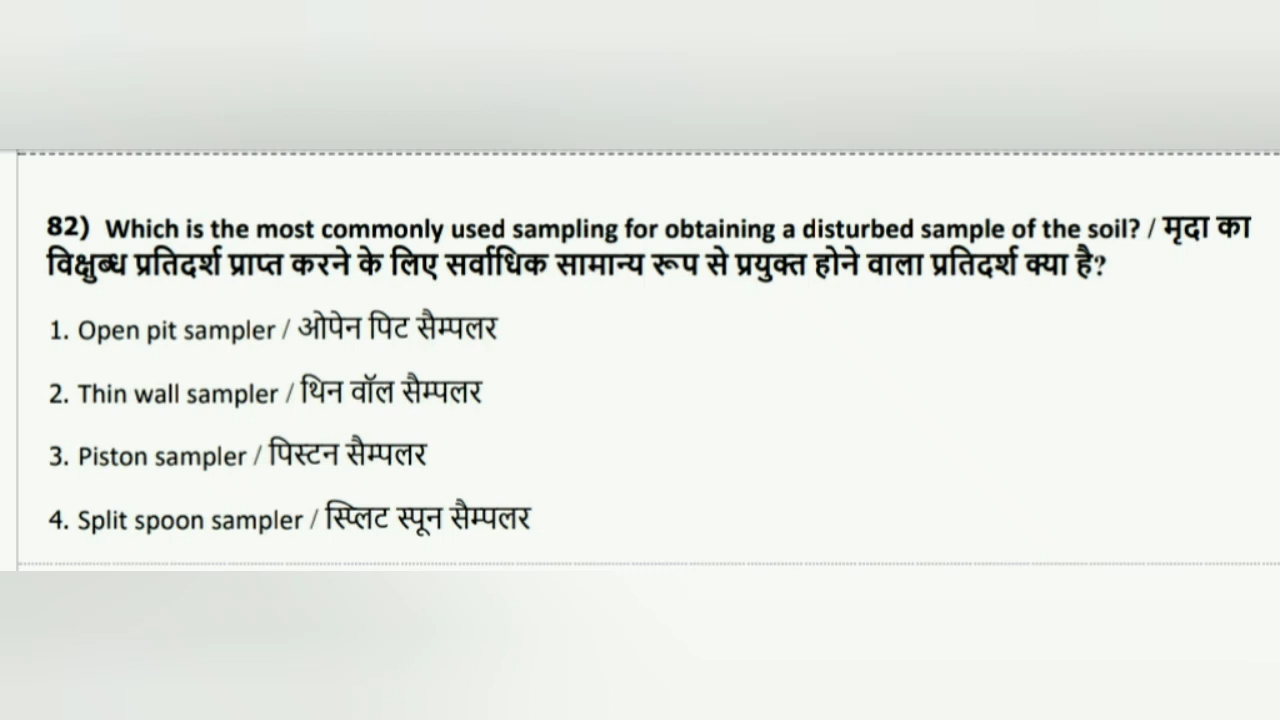 82) Which is the most commonly used sampling for obtaining a disturbed sample of the soil? / मृदा का
विक्षुब्ध प्रतिदर्श प्राप्त करने के लिए सर्वाधिक सामान्य रूप से प्रयुक्त होने वाला प्रतिदर्श क्या है?
1. Open pit sampler / ओपेन पिट सैम्पलर
2. Thin wall sampler / थिन वॉल सैम्पलर
3. Piston sampler / पिस्टन सैम्पलर
4. Split spoon sampler / स्प्लिट स्पून सैम्पलर